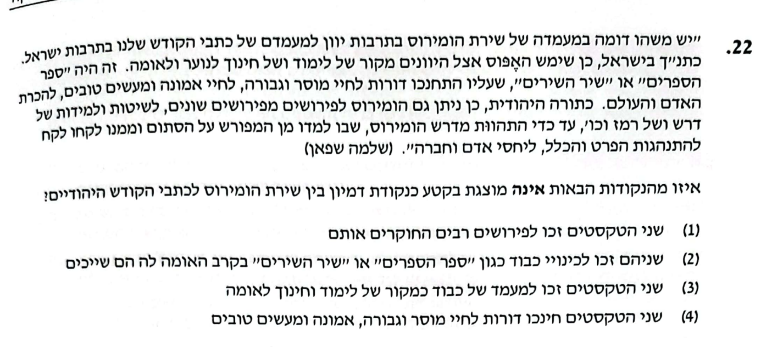 22. "יש משהו דומה במעמדה של שירת הומירוס בתרבות יוון למעמדם של כתבי הקודש שלנו בתרבות ישראל.
כתנ"ך בישראל, כן שימש האֶפּוס אצל היוונים מקור של לימוד ושל חינוך לנוער ולאומה. זה היה "ספר
הספרים" או "שיר השירים", שעליו התחנכו דורות לחיי מוסר וגבורה, לחיי אמונה ומעשים טובים, להכרת
האדם והעולם. כתורה היהודית, כן ניתן גם הומירוס לפירושים מפירושים שונים, לשיטות ולמידות של
דרש ושל רמז וכו', עד כדי התהוות מדרש הומירוס, שבו למדו מן המפורש על הסתום וממנו לקחו לקח
להתנהגות הפרט והכלל, ליחסי אדם וחברה". (שלמה שפאן)
איזו מהנקודות הבאות אינה מוצגת בקטע כנקודת דמיון בין שירת הומירוס לכתבי הקודש היהודיים?
(1) שני הטקסטים זכו לפירושים רבים החוקרים אותם
(2) שניהם זכו לכינויי כבוד כגון "ספר הספרים" או "שיר השירים" בקרב האומה לה הם שייכים
(3) שני הטקסטים זכו למעמד של כבוד כמקור של לימוד וחינוך לאומה
(4) שני הטקסטים חינכו דורות לחיי מוסר וגבורה, אמונה ומעשים טובים